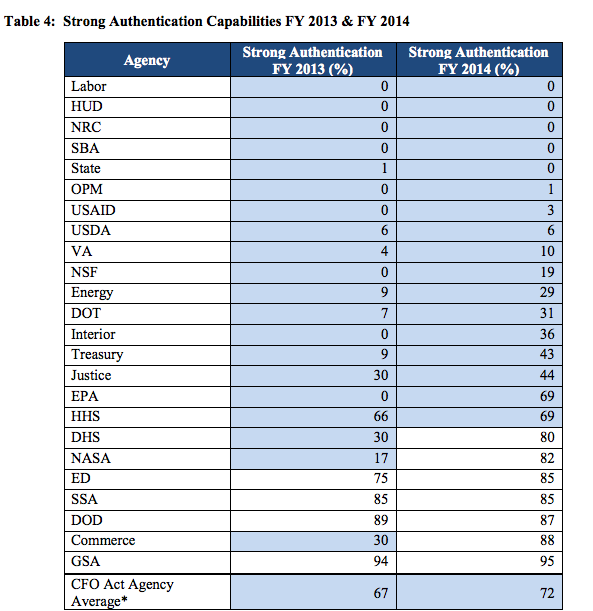 Table 4: Strong Authentication Capabilities FY 2013 & FY 2014
Agency Strong Authentication FY 2013 (%) Strong Authentication FY 2014 (%)
Labor 0 0
HUD 0 0
NRC 0 0
SBA 0 0
State 1 0
OPM 0 1
USAID 0 3
USDA 6 6
VA 4 10
NSF 0 19
Energy 9 29
DOT 7 31
Interior 0 36
Treasury 9 43
Justice 30 44
EPA 0 69
HHS 66 69
DHS 30 80
NASA 17 82
ED 75 85
SSA 85 85
DOD 89 87
Commerce 30 88
GSA 94 95
CFO Act Agency Average* 67 72